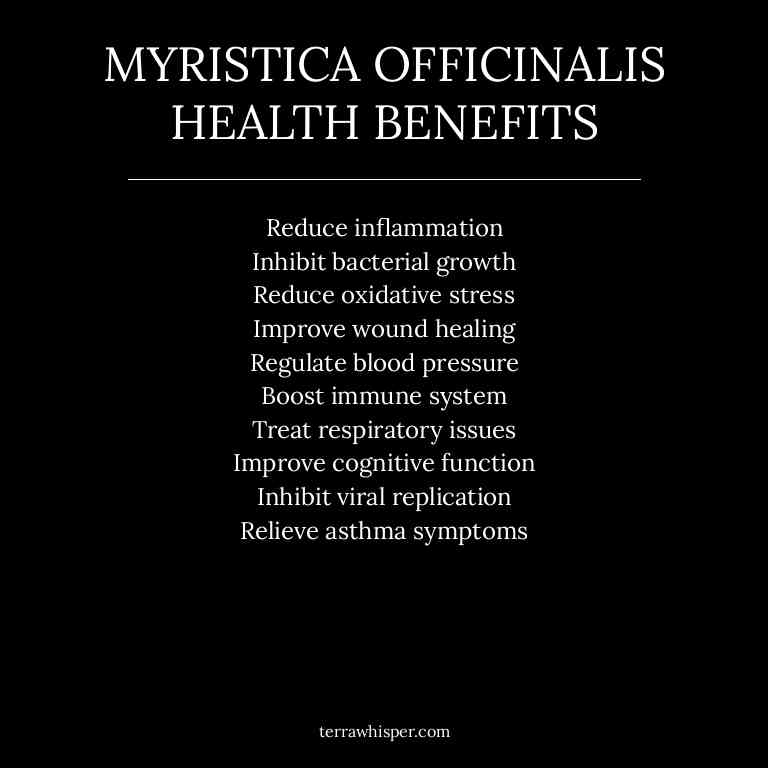 MYRISTICA OFFICINALIS
HEALTH BENEFITS
Reduce inflammation
Inhibit bacterial growth
Reduce oxidative stress
Improve wound healing
Regulate blood pressure
Boost immune system
Treat respiratory issues
Improve cognitive function
Inhibit viral replication
Relieve asthma symptoms
terrawhisper.com